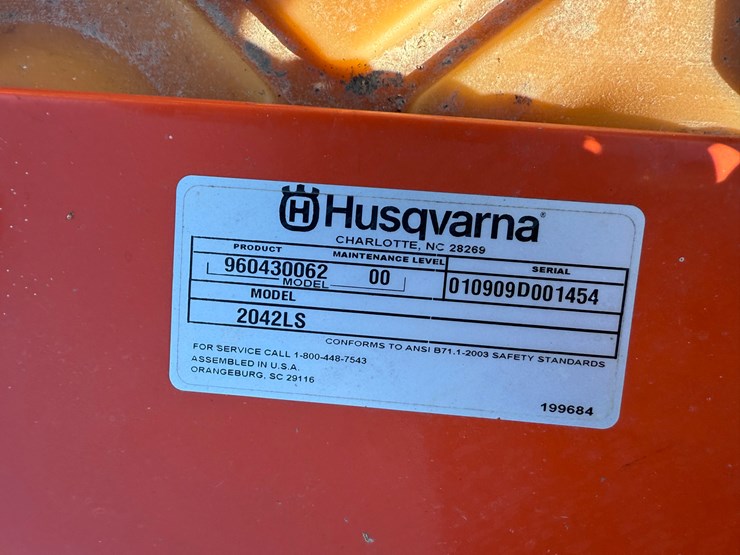 H Husqvarna
CHARLOTTE, NC 28269
PRODUCT MAINTENANCE LEVEL SERIAL
960430062 00 010909D001454
MODEL
MODEL
2042LS
CONFORMS TO ANSI B71.1-2003 SAFETY STANDARDS
FOR SERVICE CALL 1-800-448-7543
ASSEMBLED IN U.S.A.
ORANGEBURG, SC 29116
199684